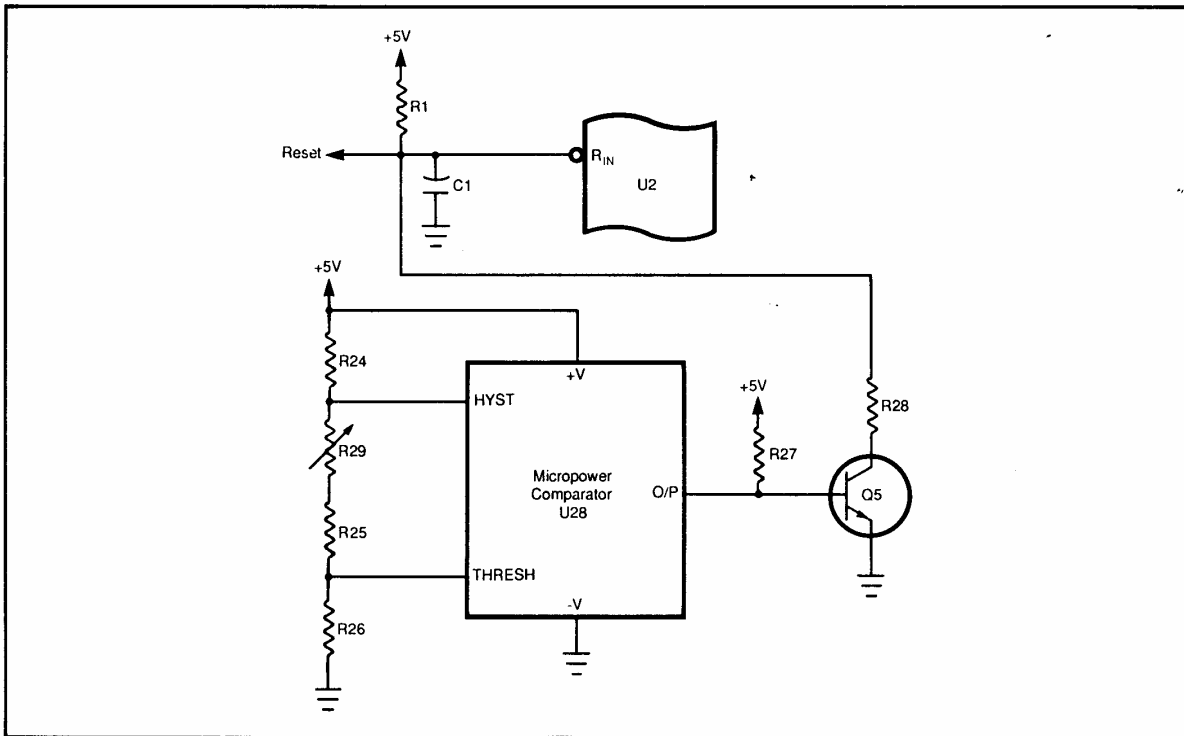 +5V
R1
Reset
R_IN
U2
C1
+5V
R24
+V
HYST
+5V
R28
R29
R27
Micropower
Comparator
U28
O/P
Q5
R25
THRESH
-V
R26